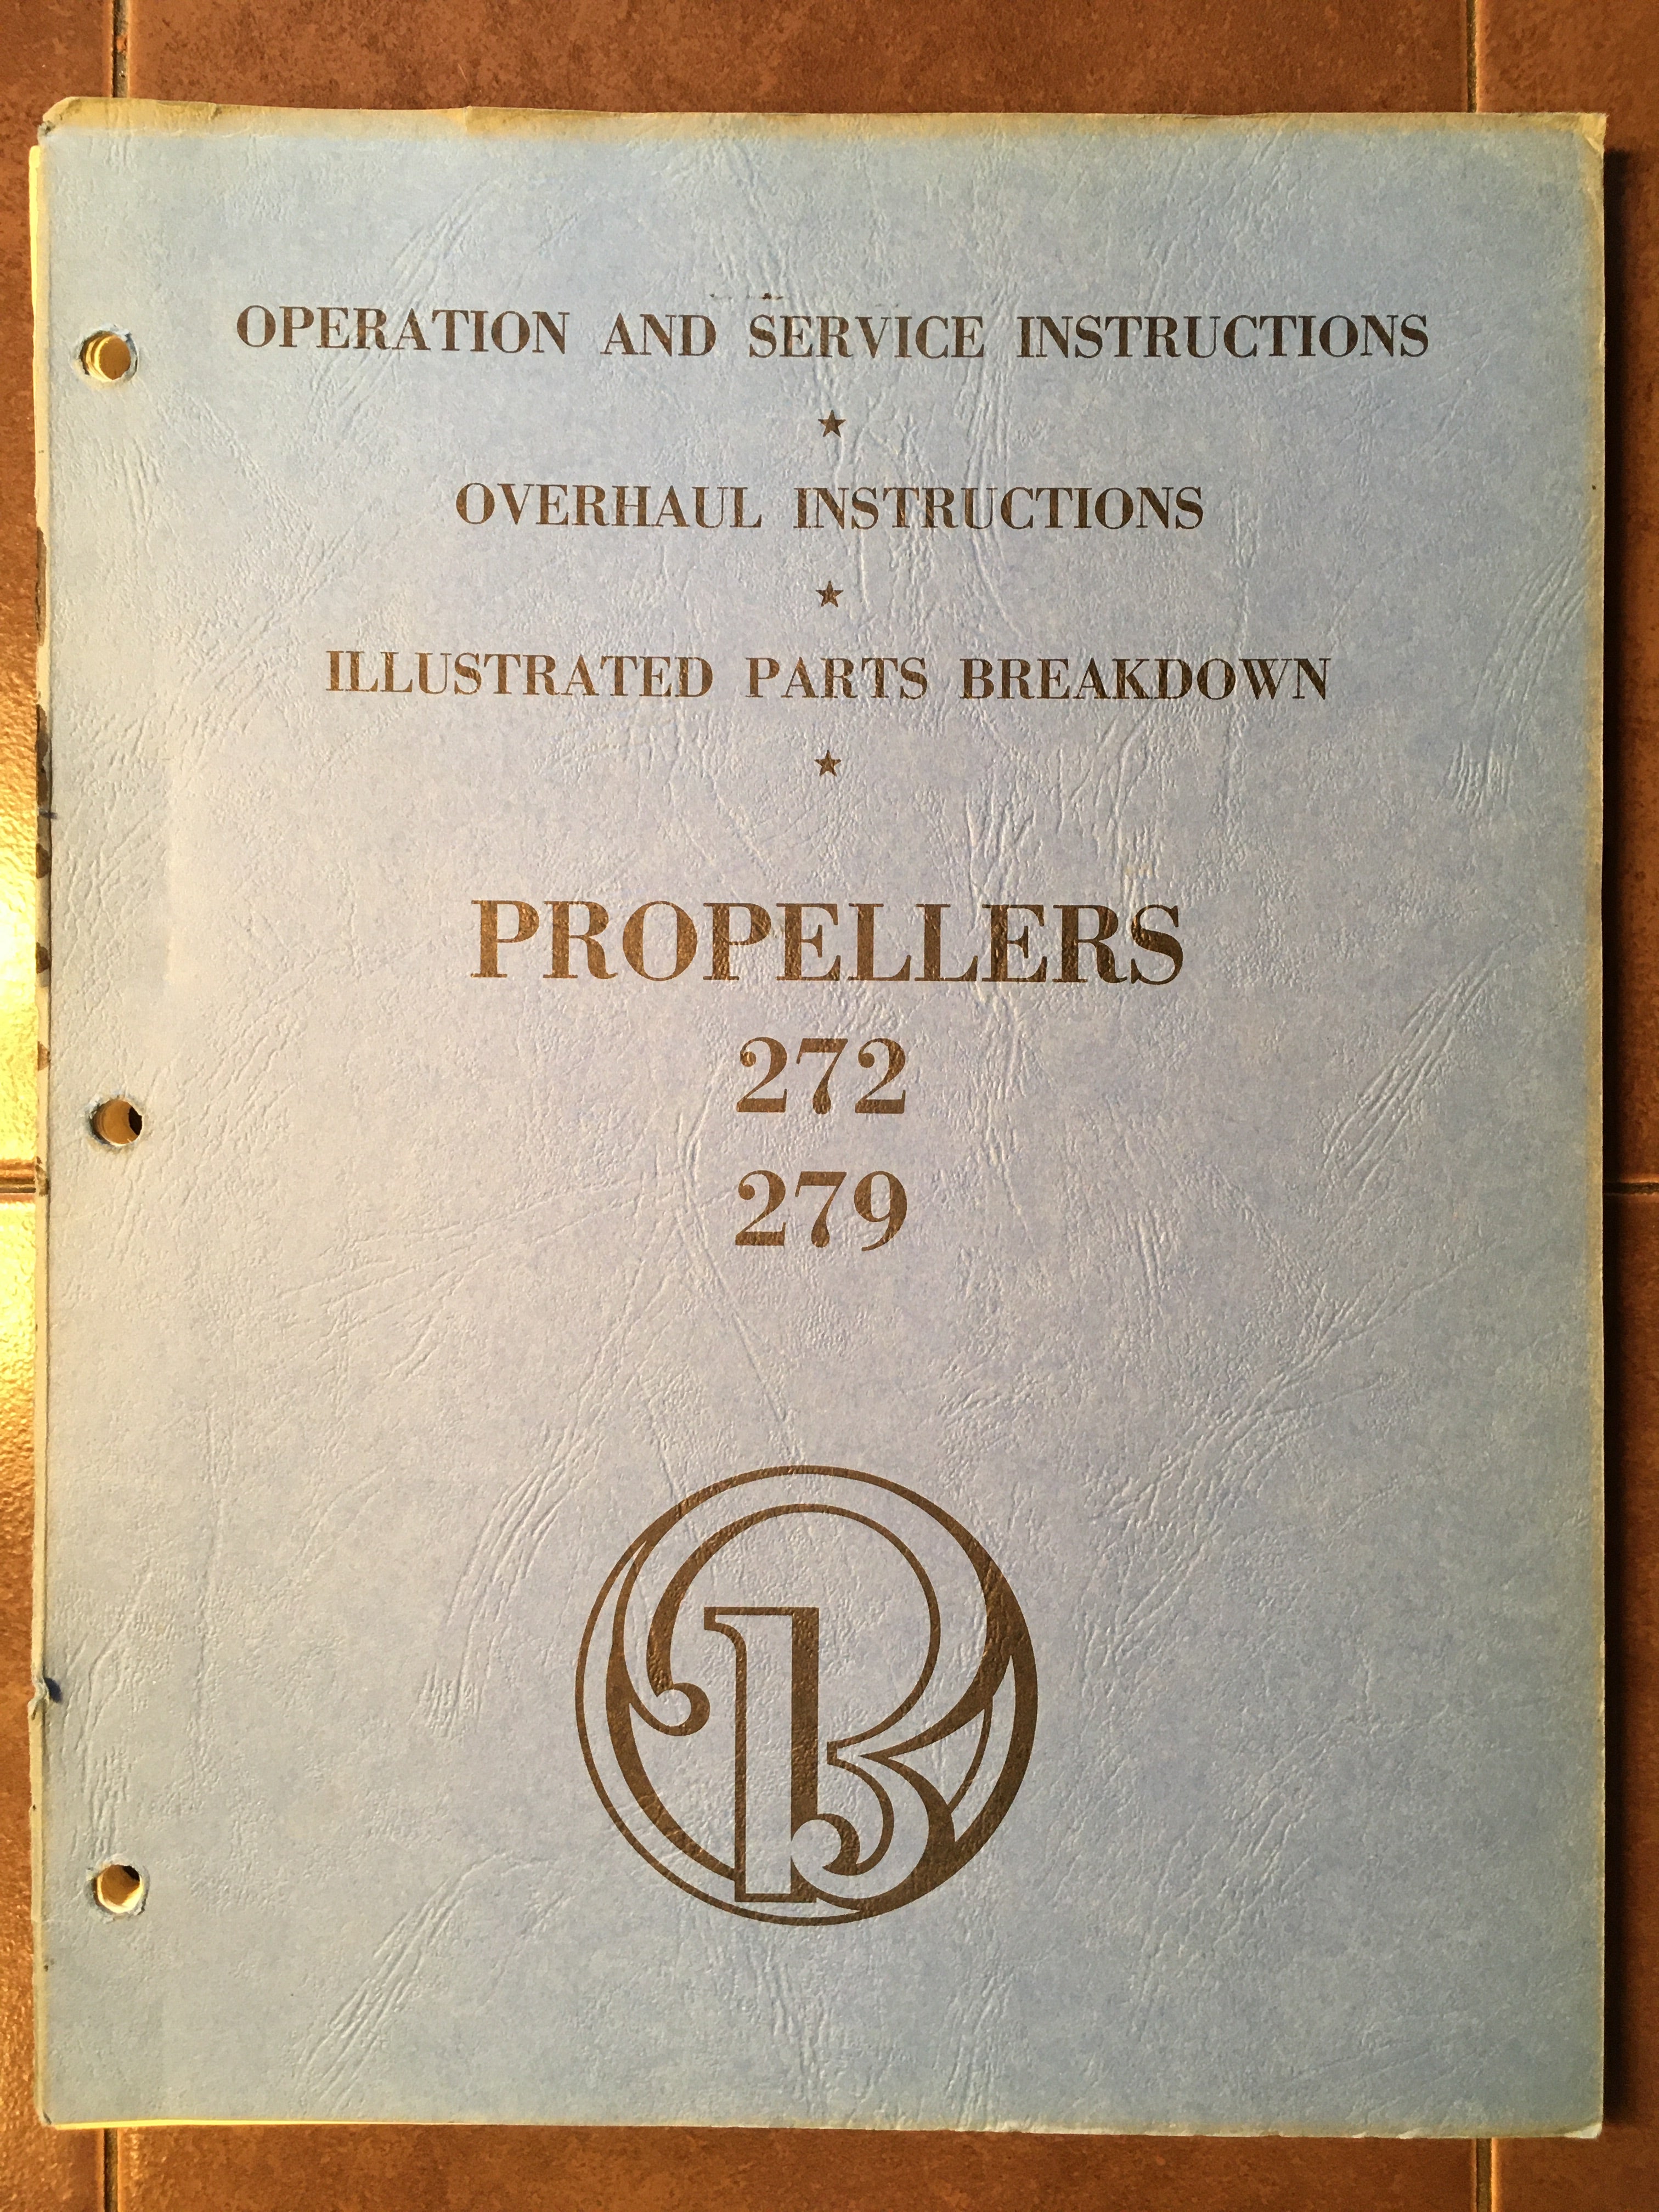 OPERATION AND SERVICE INSTRUCTIONS
★
OVERHAUL INSTRUCTIONS
★
ILLUSTRATED PARTS BREAKDOWN
★
PROPELLERS
272
279
B